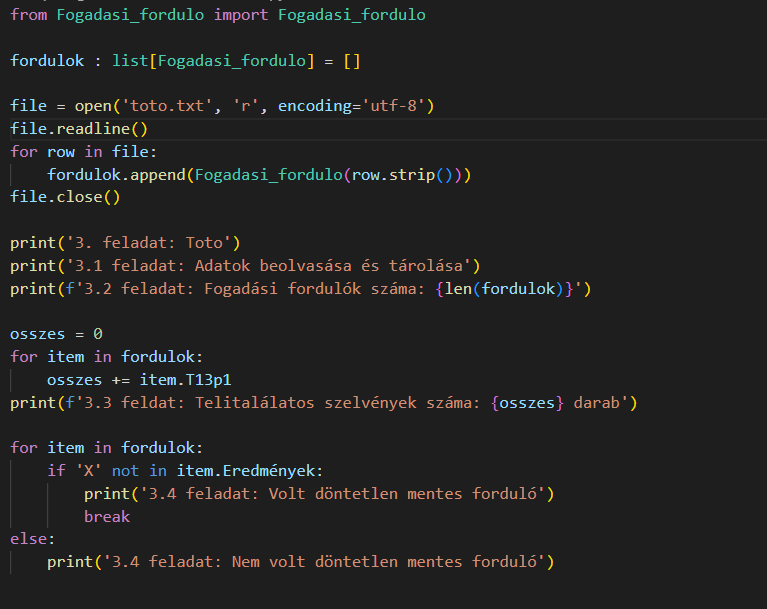 from Fogadasi_fordulo import Fogadasi_fordulo
fordulok : list[Fogadasi_fordulo] = []
file = open('toto.txt', 'r', encoding='utf-8')
file.readline()
for row in file:
    fordulok.append(Fogadasi_fordulo(row.strip()))
file.close()
print('3. feladat: Toto')
print('3.1 feladat: Adatok beolvasása és tárolása')
print(f'3.2 feladat: Fogadási fordulók száma: {len(fordulok)}')
osszes = 0
for item in fordulok:
    osszes += item.T13p1
print(f'3.3 feldat: Telitalálatos szelvények száma: {osszes} darab')
for item in fordulok:
    if 'X' not in item.Eredmények:
        print('3.4 feladat: Volt döntetlen mentes forduló')
        break
else:
    print('3.4 feladat: Nem volt döntetlen mentes forduló')